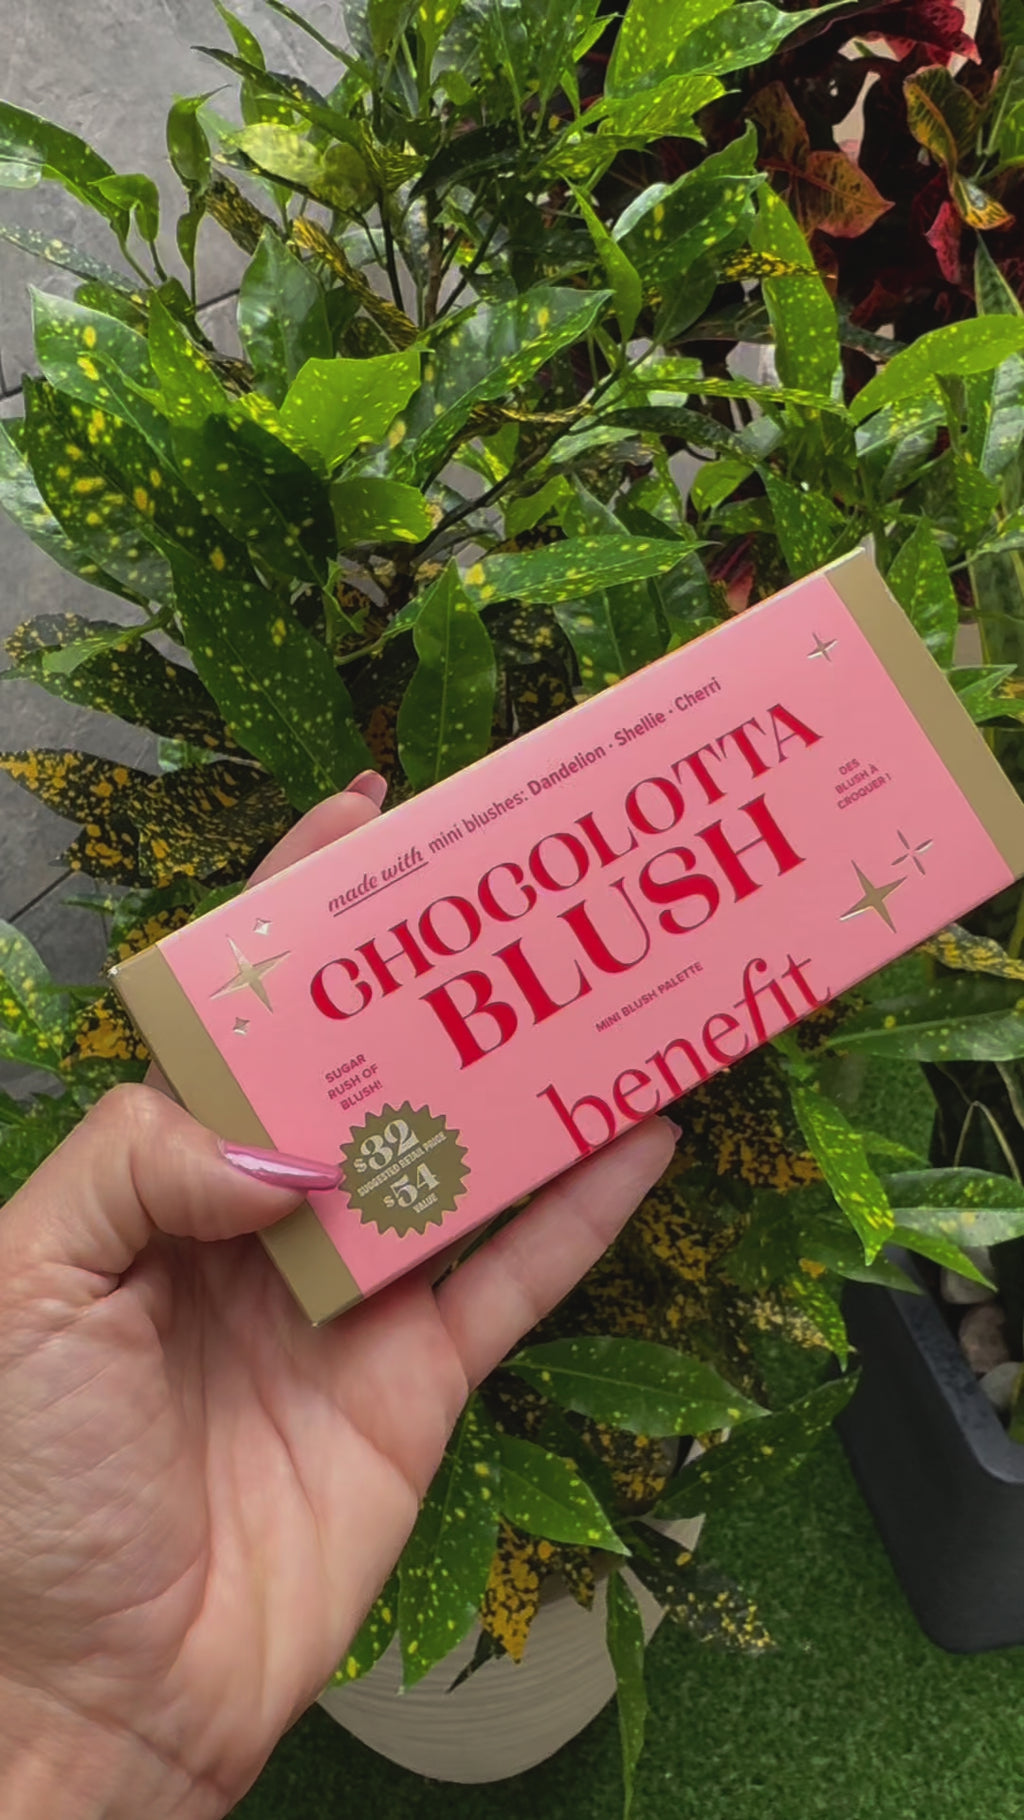 made with mini blushes: Dandelion · Shellie · Cherri
CHOCOLOTTA
BLUSH
DES
BLUSH À
CROQUER !
MINI BLUSH PALETTE
benefit
SUGAR
RUSH OF
BLUSH!
$32
SUGGESTED RETAIL PRICE
$54
VALUE